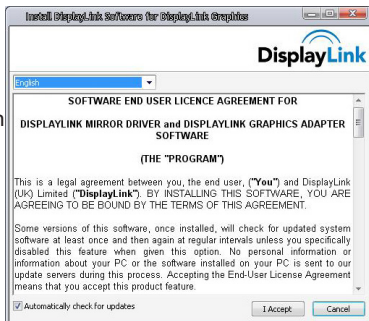 Install DisplayLink Software for DisplayLink Graphics
DisplayLink
English
SOFTWARE END USER LICENCE AGREEMENT FOR
DISPLAYLINK MIRROR DRIVER and DISPLAYLINK GRAPHICS ADAPTER
SOFTWARE
(THE "PROGRAM")
This is a legal agreement between you, the end user, ("You") and DisplayLink
(UK) Limited ("DisplayLink"). BY INSTALLING THIS SOFTWARE, YOU ARE
AGREEING TO BE BOUND BY THE TERMS OF THIS AGREEMENT.
Some versions of this software, once installed, will check for updated system
software at least once and then again at regular intervals unless you specifically
disabled this feature when given this option. No personal information or
information about your PC or the software installed on your PC is sent to our
update servers during this process. Accepting the End-User License Agreement
means that you accept this product feature.
Automatically check for updates
I Accept
Cancel